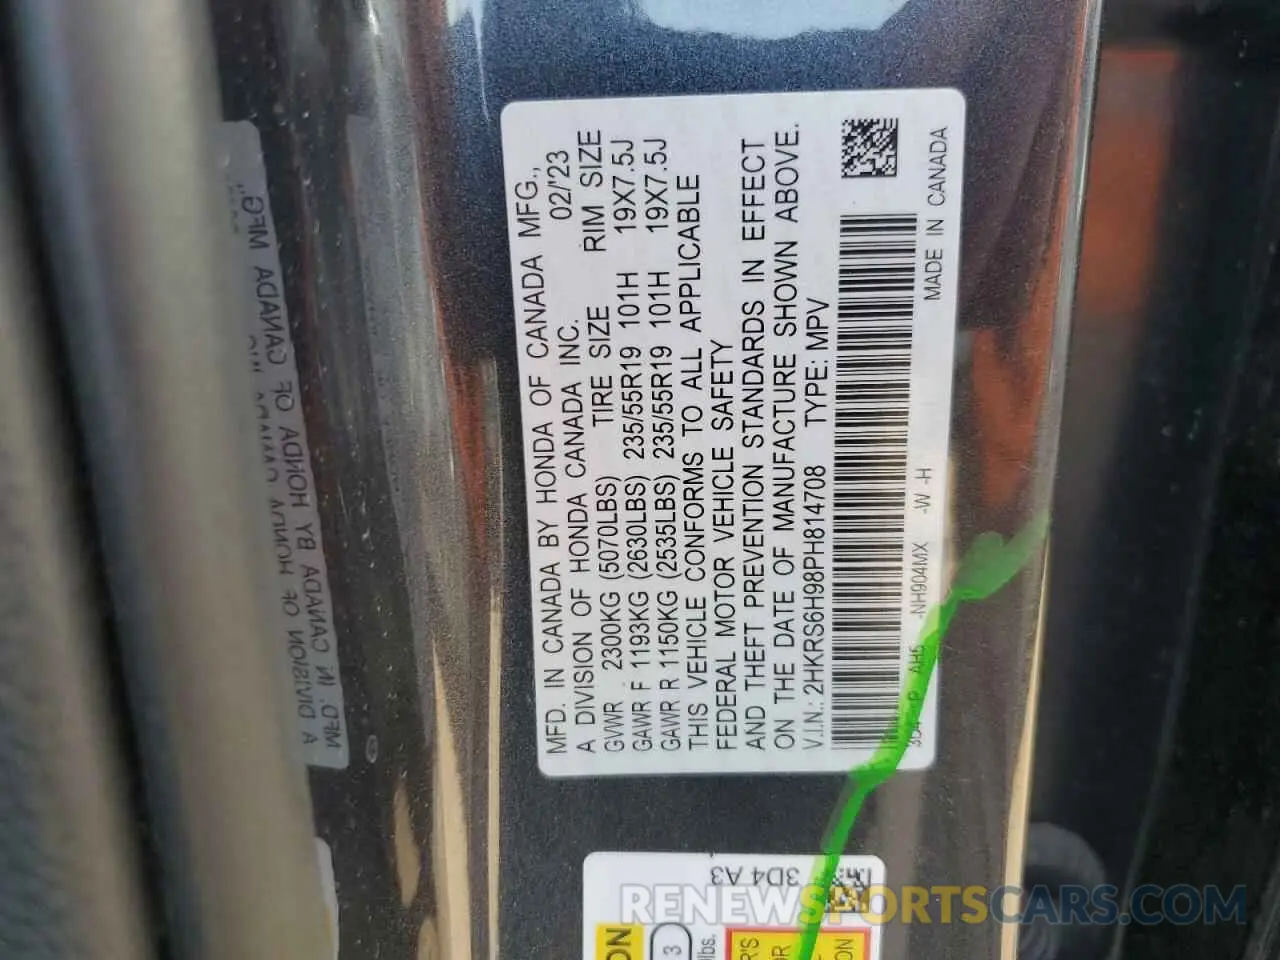 MFD. IN CANADA BY HONDA OF CANADA MFG.,
A DIVISION OF HONDA CANADA INC. 02/'23
GVWR 2300KG (5070LBS) TIRE SIZE RIM SIZE
GAWR F 1193KG (2630LBS) 235/55R19 101H 19X7.5J
GAWR R 1150KG (2535LBS) 235/55R19 101H 19X7.5J
THIS VEHICLE CONFORMS TO ALL APPLICABLE
FEDERAL MOTOR VEHICLE SAFETY
AND THEFT PREVENTION STANDARDS IN EFFECT
ON THE DATE OF MANUFACTURE SHOWN ABOVE.
V.I.N.: 2HKRS6H98PH814708 TYPE: MPV
-NH904MX -W -H MADE IN CANADA
3D4 A3
3
lbs.
RENEWSPORTSCARS.COM